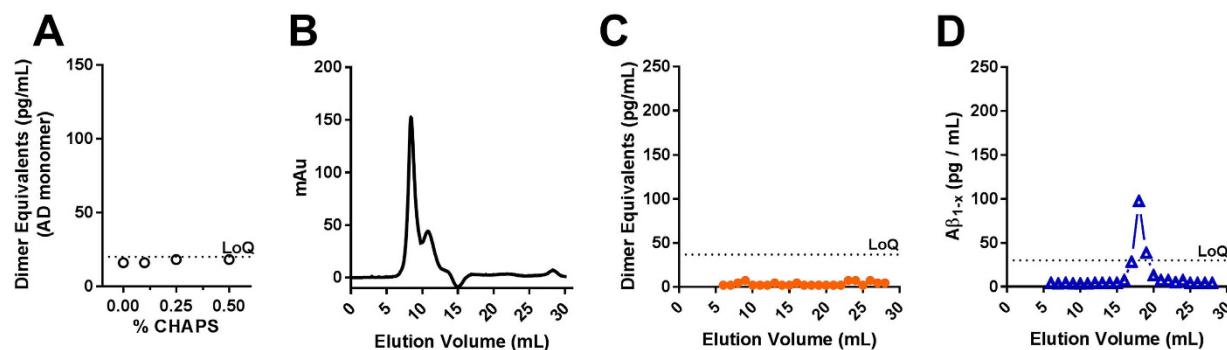 A
Dimer Equivalents (pg/mL)
(AD monomer)
150
100
50
0
LoQ
0.00
0.25
0.50
% CHAPS
B
mAu
200
150
100
50
0
0
5
10
15
20
25
30
Elution Volume (mL)
C
Dimer Equivalents (pg/mL)
250
200
150
100
50
0
LoQ
0
5
10
15
20
25
30
Elution Volume (mL)
D
Aβ1-x (pg / mL)
250
200
150
100
50
0
LoQ
0
5
10
15
20
25
30
Elution Volume (mL)